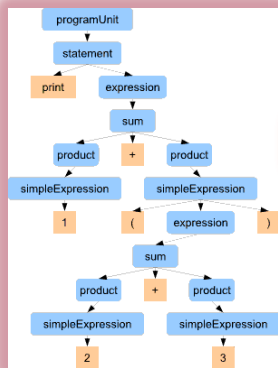 programUnit
statement
print expression
sum
product + product
simpleExpression simpleExpression
1 ( expression )
sum
product + product
simpleExpression simpleExpression
2 3